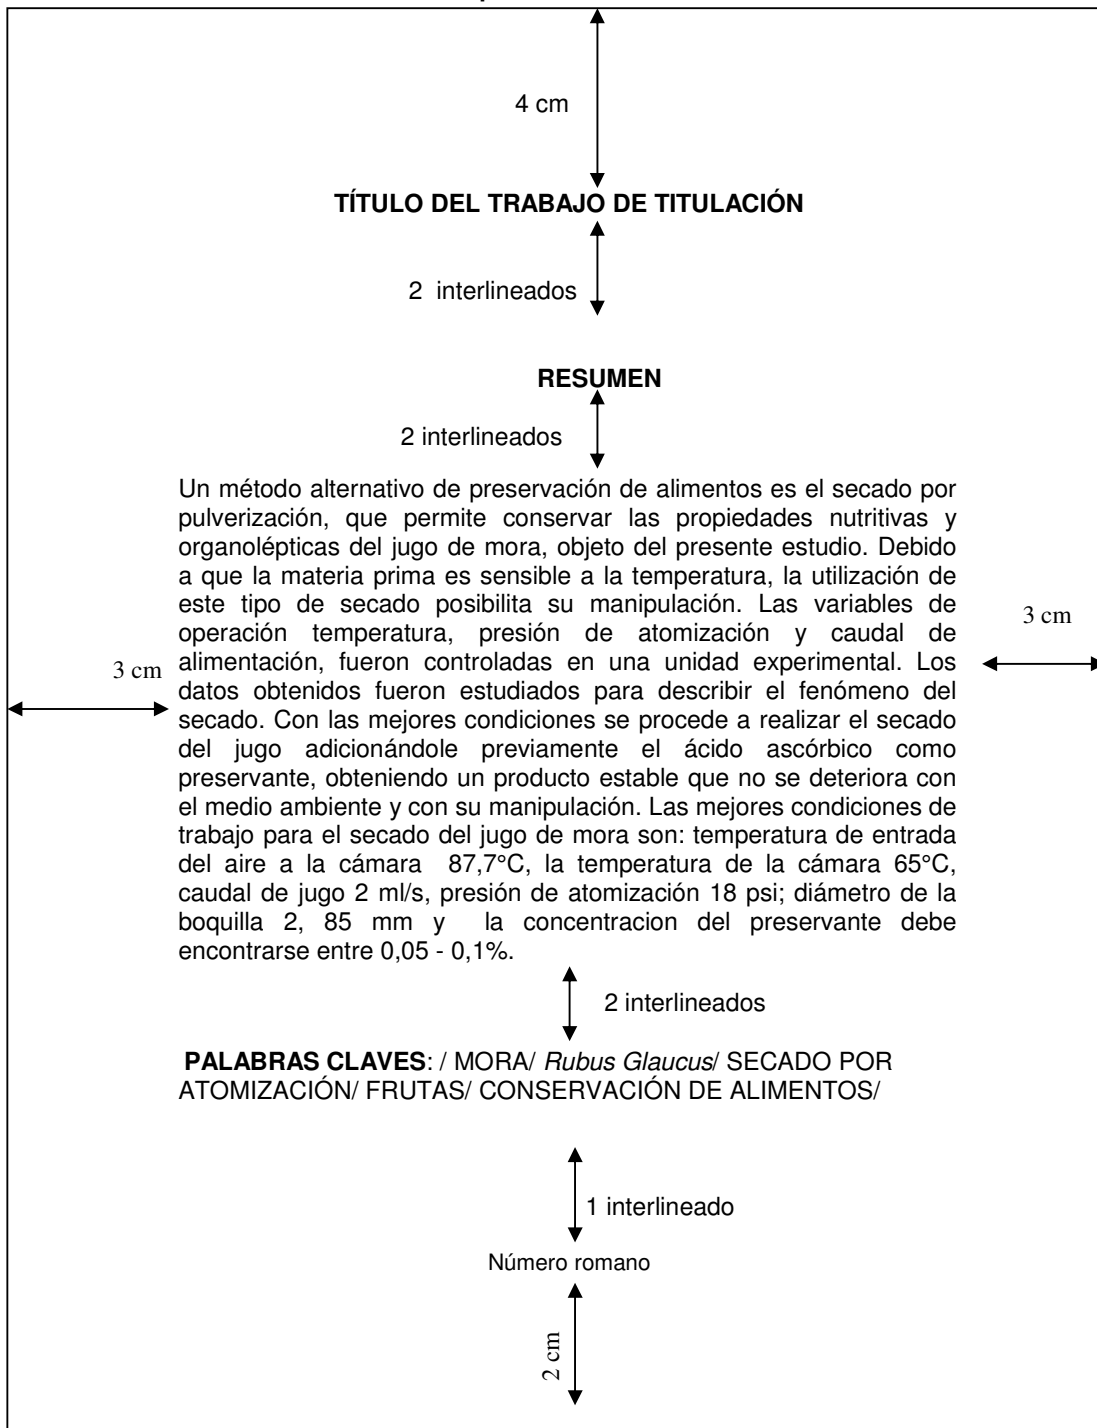 4 cm
TÍTULO DEL TRABAJO DE TITULACIÓN
2 interlineados
RESUMEN
2 interlineados
Un método alternativo de preservación de alimentos es el secado por
pulverización, que permite conservar las propiedades nutritivas y
organolépticas del jugo de mora, objeto del presente estudio. Debido
a que la materia prima es sensible a la temperatura, la utilización de
este tipo de secado posibilita su manipulación. Las variables de
operación temperatura, presión de atomización y caudal de
3 cm
alimentación, fueron controladas en una unidad experimental. Los
3 cm
datos obtenidos fueron estudiados para describir el fenómeno del
secado. Con las mejores condiciones se procede a realizar el secado
del jugo adicionándole previamente el ácido ascórbico como
preservante, obteniendo un producto estable que no se deteriora con
el medio ambiente y con su manipulación. Las mejores condiciones de
trabajo para el secado del jugo de mora son: temperatura de entrada
del aire a la cámara 87,7°C, la temperatura de la cámara 65°C,
caudal de jugo 2 ml/s, presión de atomización 18 psi; diámetro de la
boquilla 2, 85 mm y la concentracion del preservante debe
encontrarse entre 0,05 - 0,1%.
2 interlineados
PALABRAS CLAVES: / MORA/ Rubus Glaucus/ SECADO POR
ATOMIZACIÓN/ FRUTAS/ CONSERVACIÓN DE ALIMENTOS/
1 interlineado
Número romano
2 cm